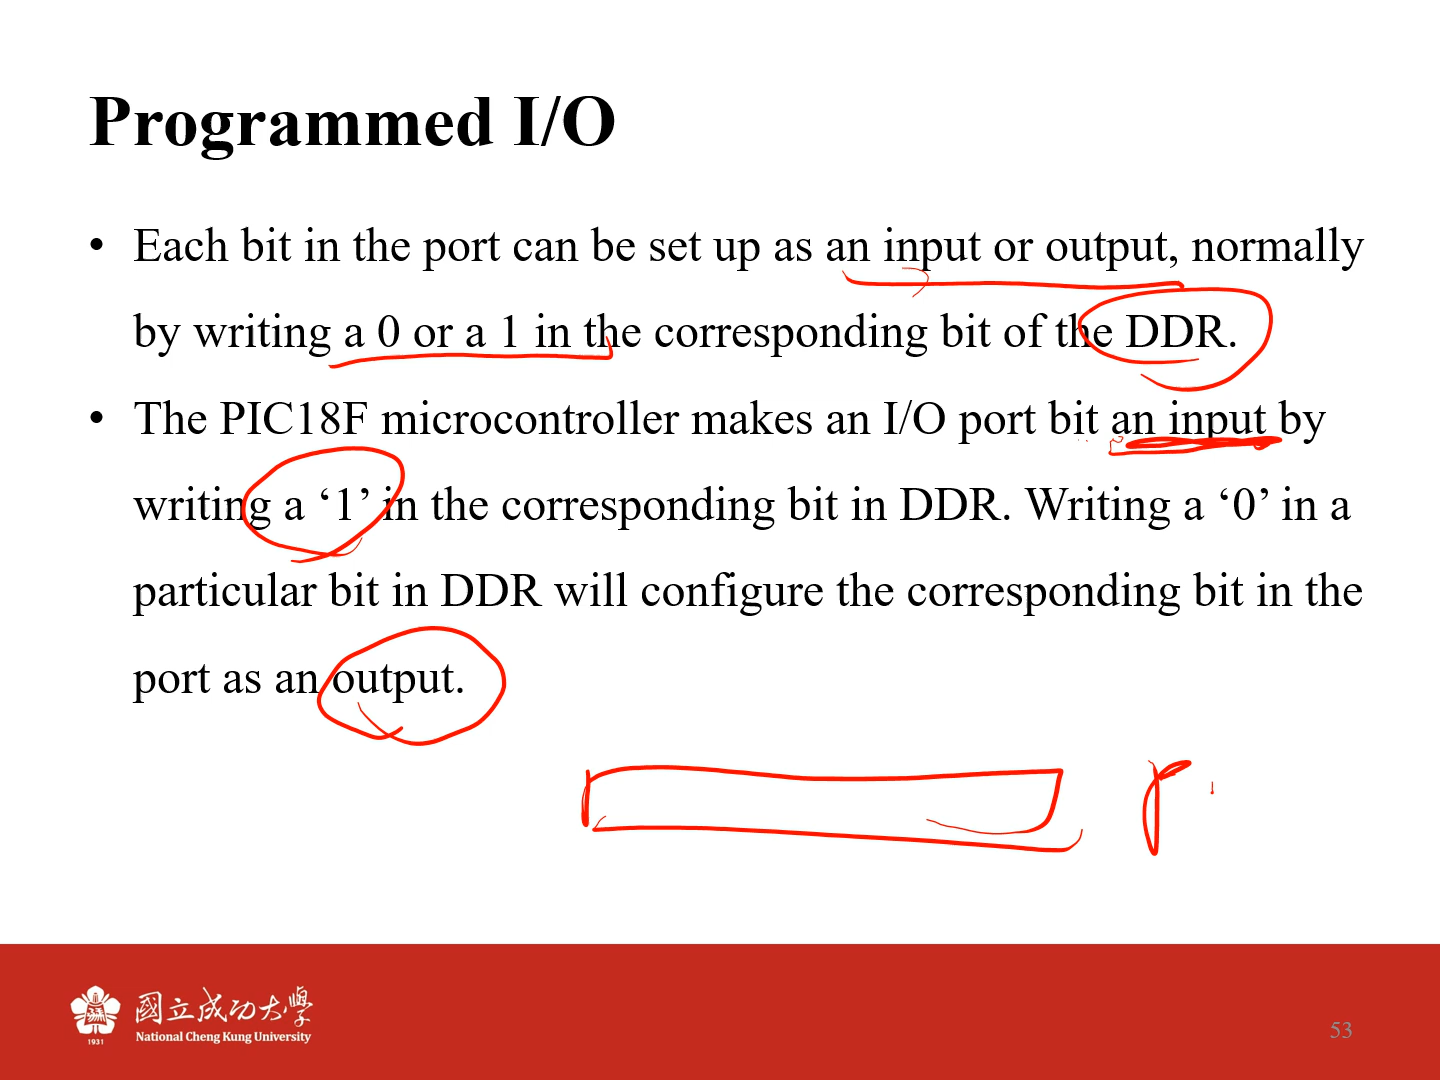 Programmed I/O
• Each bit in the port can be set up as an input or output, normally
by writing a 0 or a 1 in the corresponding bit of the DDR.
• The PIC18F microcontroller makes an I/O port bit an input by
writing a ‘1’ in the corresponding bit in DDR. Writing a ‘0’ in a
particular bit in DDR will configure the corresponding bit in the
port as an output.
國立成功大學
National Cheng Kung University
1931
53